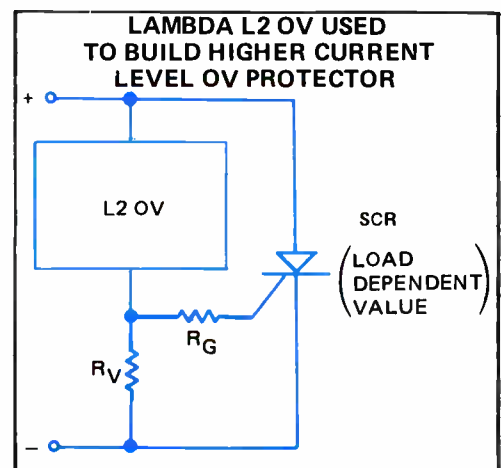 LAMBDA L2 OV USED
TO BUILD HIGHER CURRENT
LEVEL OV PROTECTOR
+
L2 OV
SCR
(LOAD
DEPENDENT
VALUE)
RG
RV
−